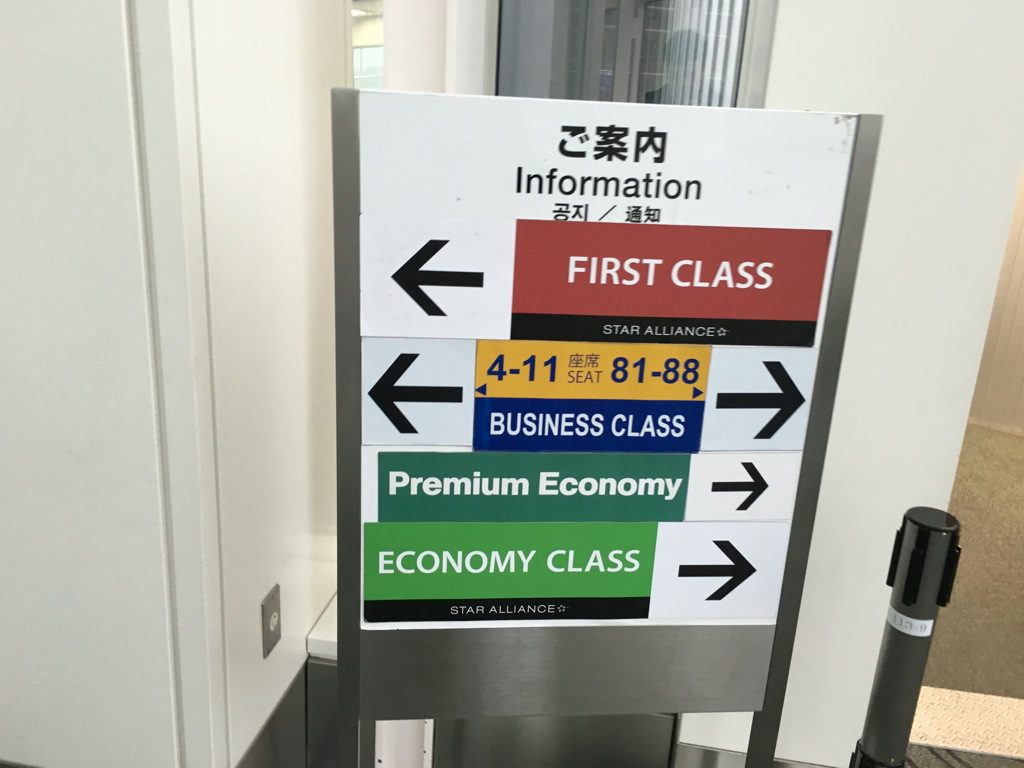 ご案内
Information
공지 ／ 通知
FIRST CLASS
STAR ALLIANCE
4-11 座席 SEAT 81-88
BUSINESS CLASS
Premium Economy
ECONOMY CLASS
STAR ALLIANCE